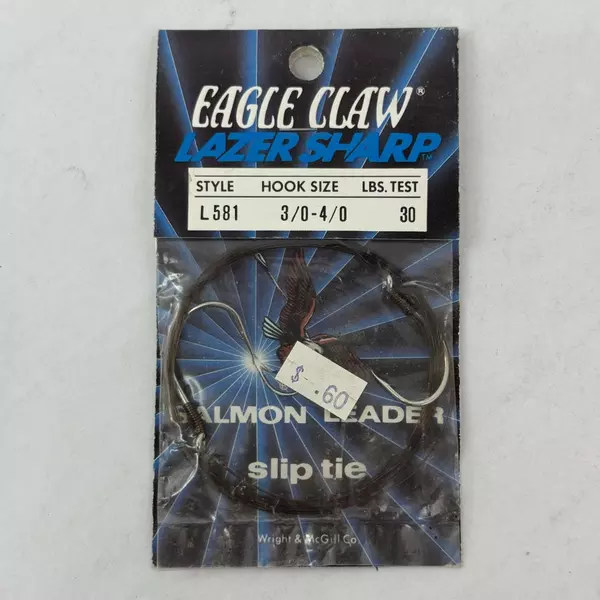 EAGLE CLAW®
LAZER SHARP™
STYLE HOOK SIZE LBS. TEST
L581 3/0-4/0 30
$ .60
SALMON LEADER
slip tie
Wright & McGill Co.